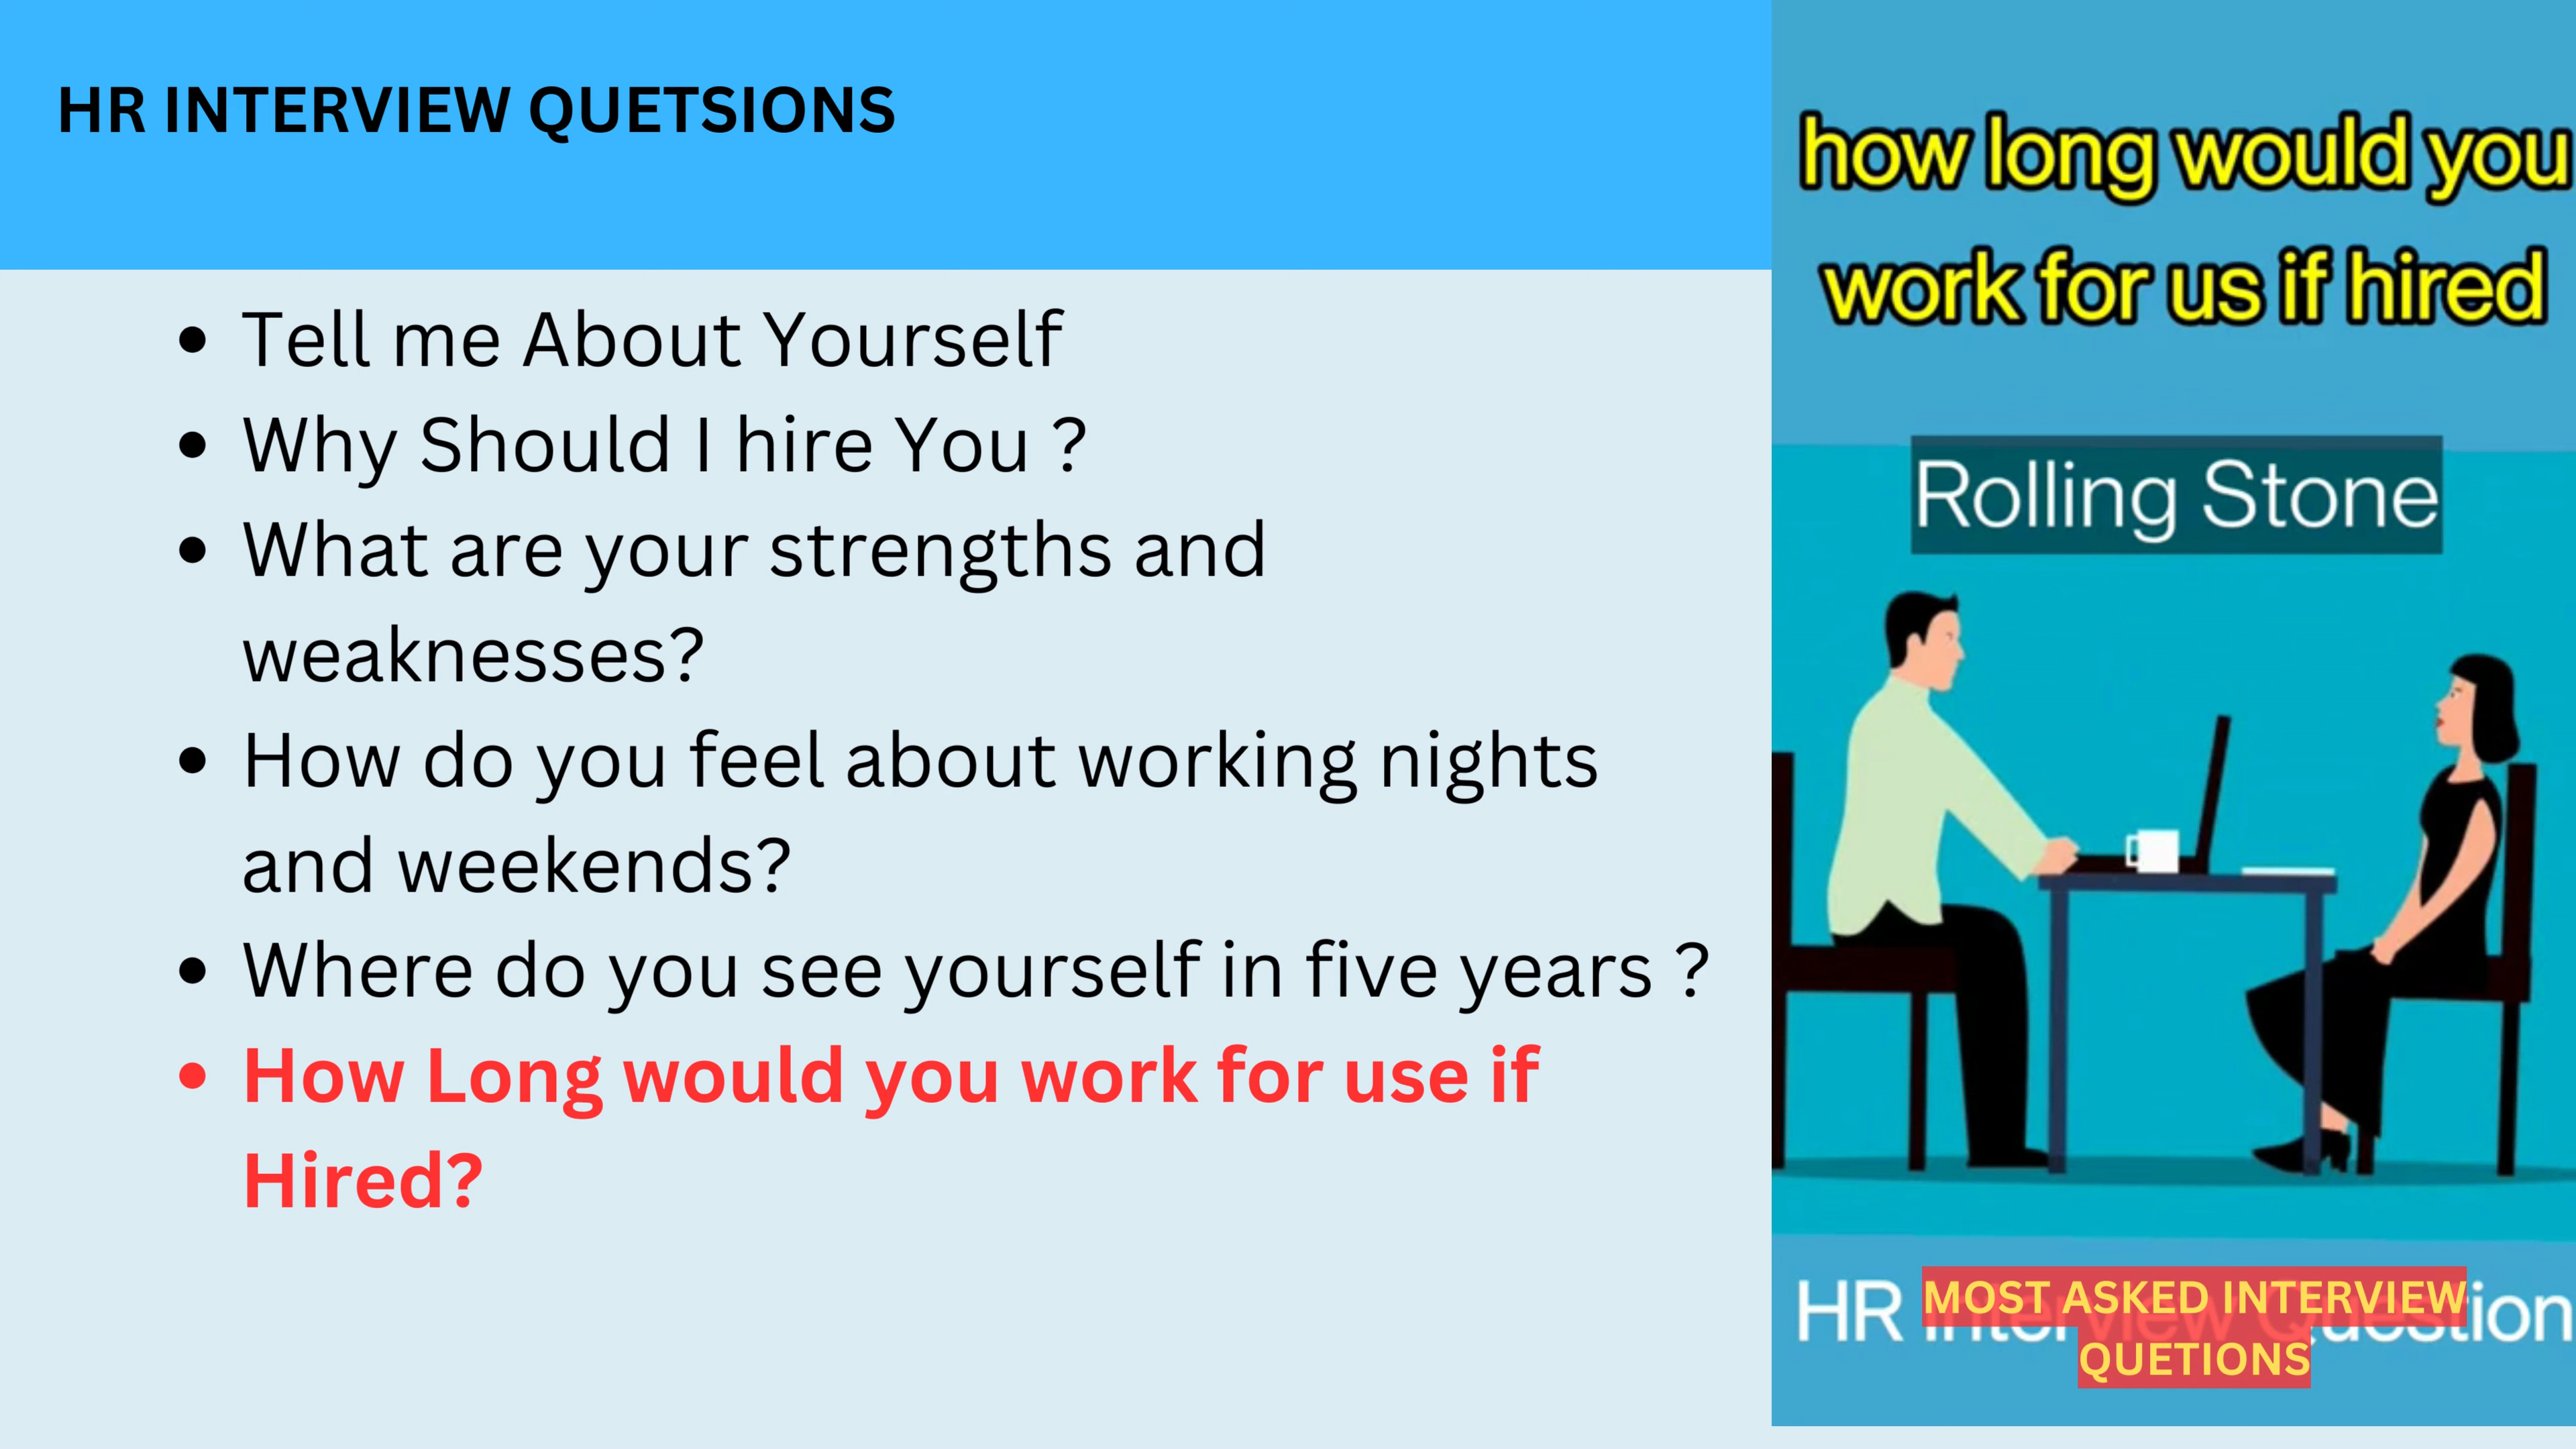 HR INTERVIEW QUETSIONS
• Tell me About Yourself
• Why Should I hire You ?
• What are your strengths and
weaknesses?
• How do you feel about working nights
and weekends?
• Where do you see yourself in five years ?
• How Long would you work for use if
Hired?
how long would you
work for us if hired
Rolling Stone
HR Interview Question
MOST ASKED INTERVIEW
QUETIONS